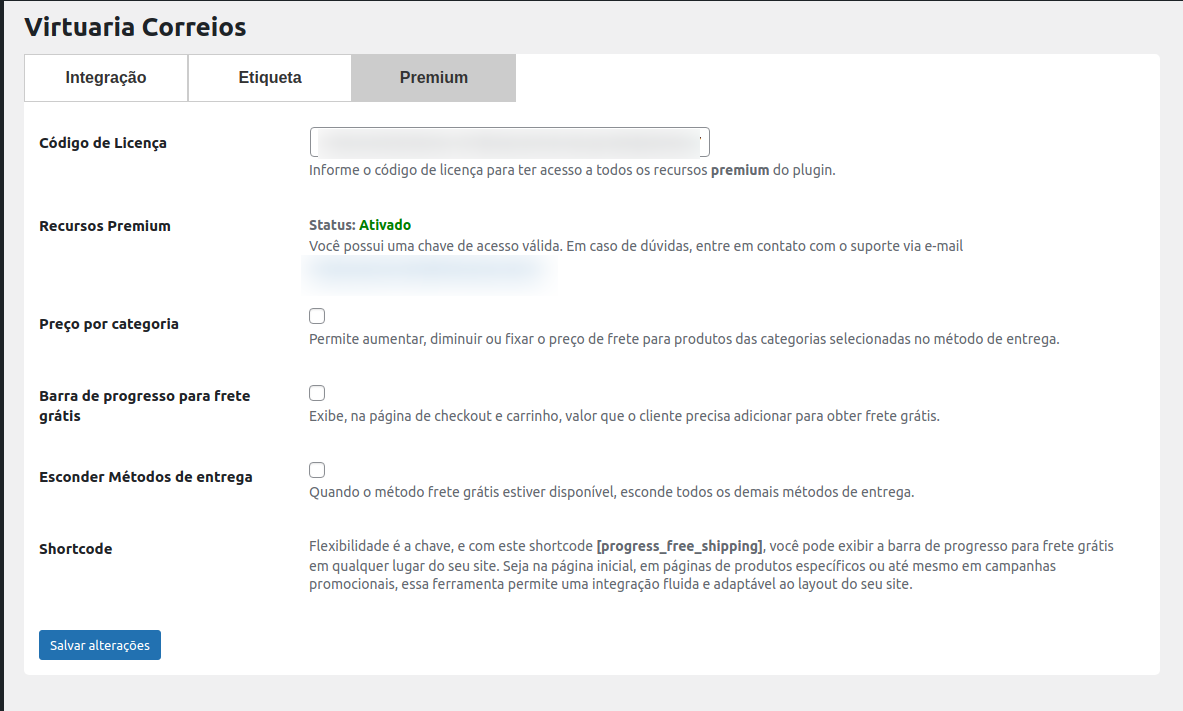 Virtuaria Correios
Integração
Etiqueta
Premium
Código de Licença
Informe o código de licença para ter acesso a todos os recursos premium do plugin.
Recursos Premium
Status: Ativado
Você possui uma chave de acesso válida. Em caso de dúvidas, entre em contato com o suporte via e-mail
Preço por categoria
Permite aumentar, diminuir ou fixar o preço de frete para produtos das categorias selecionadas no método de entrega.
Barra de progresso para frete
grátis
Exibe, na página de checkout e carrinho, valor que o cliente precisa adicionar para obter frete grátis.
Esconder Métodos de entrega
Quando o método frete grátis estiver disponível, esconde todos os demais métodos de entrega.
Shortcode
Flexibilidade é a chave, e com este shortcode [progress_free_shipping], você pode exibir a barra de progresso para frete grátis
em qualquer lugar do seu site. Seja na página inicial, em páginas de produtos específicos ou até mesmo em campanhas
promocionais, essa ferramenta permite uma integração fluida e adaptável ao layout do seu site.
Salvar alterações